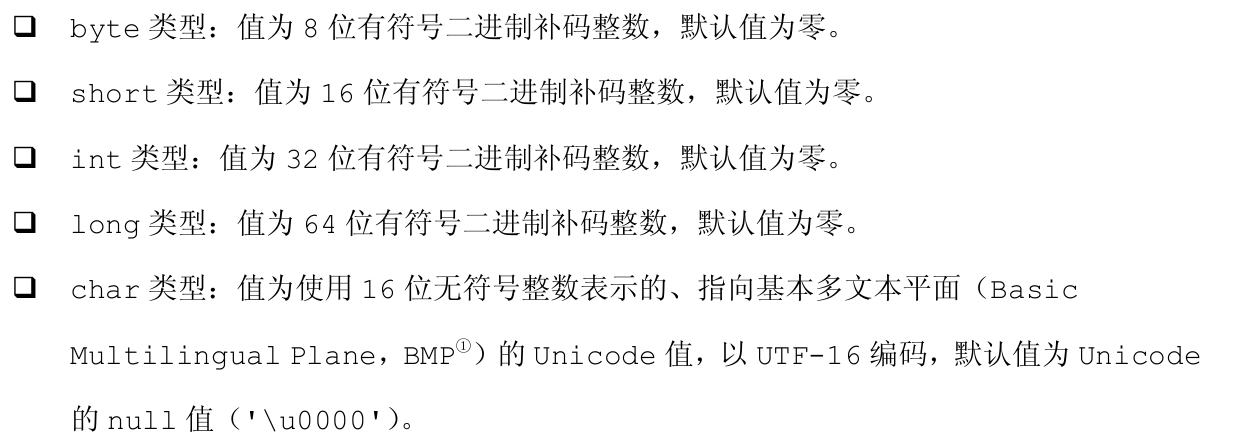 ❑ byte 类型：值为 8 位有符号二进制补码整数，默认值为零。
❑ short 类型：值为 16 位有符号二进制补码整数，默认值为零。
❑ int 类型：值为 32 位有符号二进制补码整数，默认值为零。
❑ long 类型：值为 64 位有符号二进制补码整数，默认值为零。
❑ char 类型：值为使用 16 位无符号整数表示的、指向基本多文本平面（Basic
Multilingual Plane，BMP①）的 Unicode 值，以 UTF-16 编码，默认值为 Unicode
的 null 值（'\u0000'）。